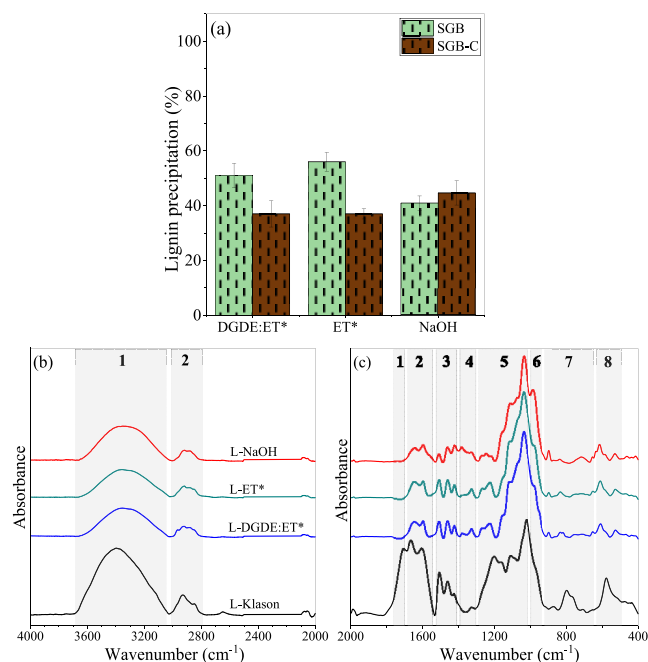 (a)
SGB
SGB-C
Lignin precipitation (%)
100
80
60
40
20
0
DGDE:ET* ET* NaOH
(b)
1 2
L-NaOH
L-ET*
L-DGDE:ET*
L-Klason
Absorbance
4000 3600 3200 2800 2400 2000
Wavenumber (cm-1)
(c)
1 2 3 4 5 6 7 8
Absorbance
2000 1600 1200 800 400
Wavenumber (cm-1)